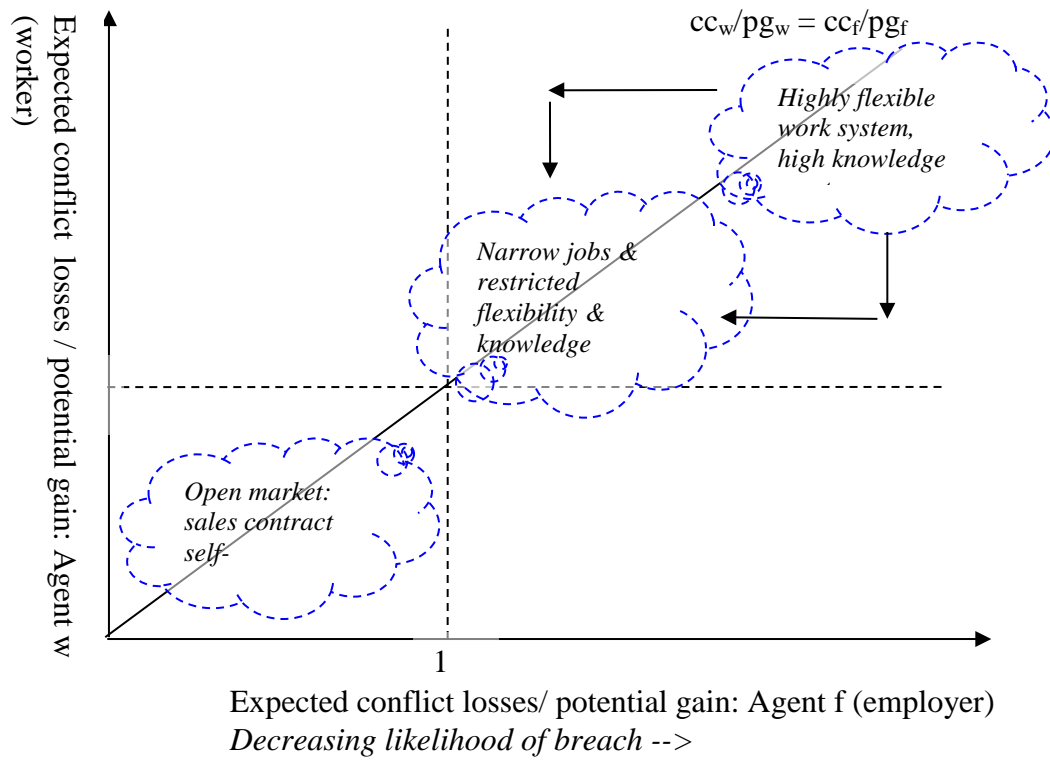 cc_w/pg_w = cc_f/pg_f
Expected conflict losses / potential gain: Agent w
(worker)
Highly flexible
work system,
high knowledge
Narrow jobs &
restricted
flexibility &
knowledge
Open market:
sales contract
self-
1
Expected conflict losses/ potential gain: Agent f (employer)
Decreasing likelihood of breach -->